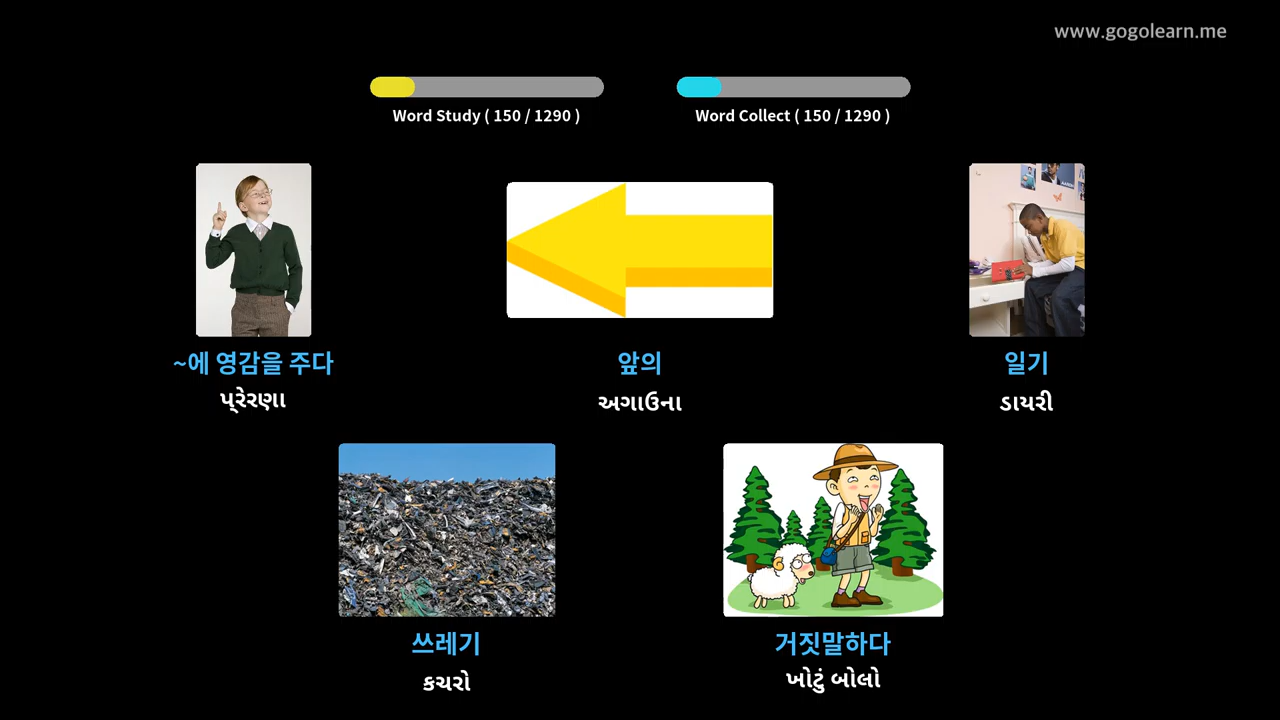 www.gogolearn.me
Word Study ( 150 / 1290 )
Word Collect ( 150 / 1290 )
~에 영감을 주다
પ્રેરણા
앞의
અગાઉના
일기
ડાયરી
쓰레기
કચરો
거짓말하다
ખોટું બોલો